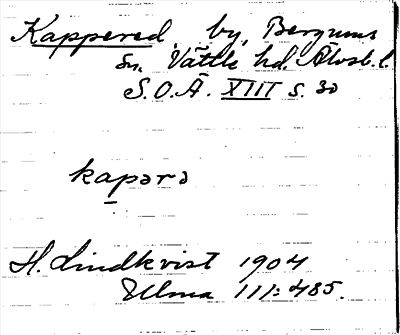 Kappered, by, Bergums
sn. Vättle hd. Älvsb. l.
S.O.Ä. XIII s. 30
kapərə
H. Lindkvist 1904
Ulma 111:485.